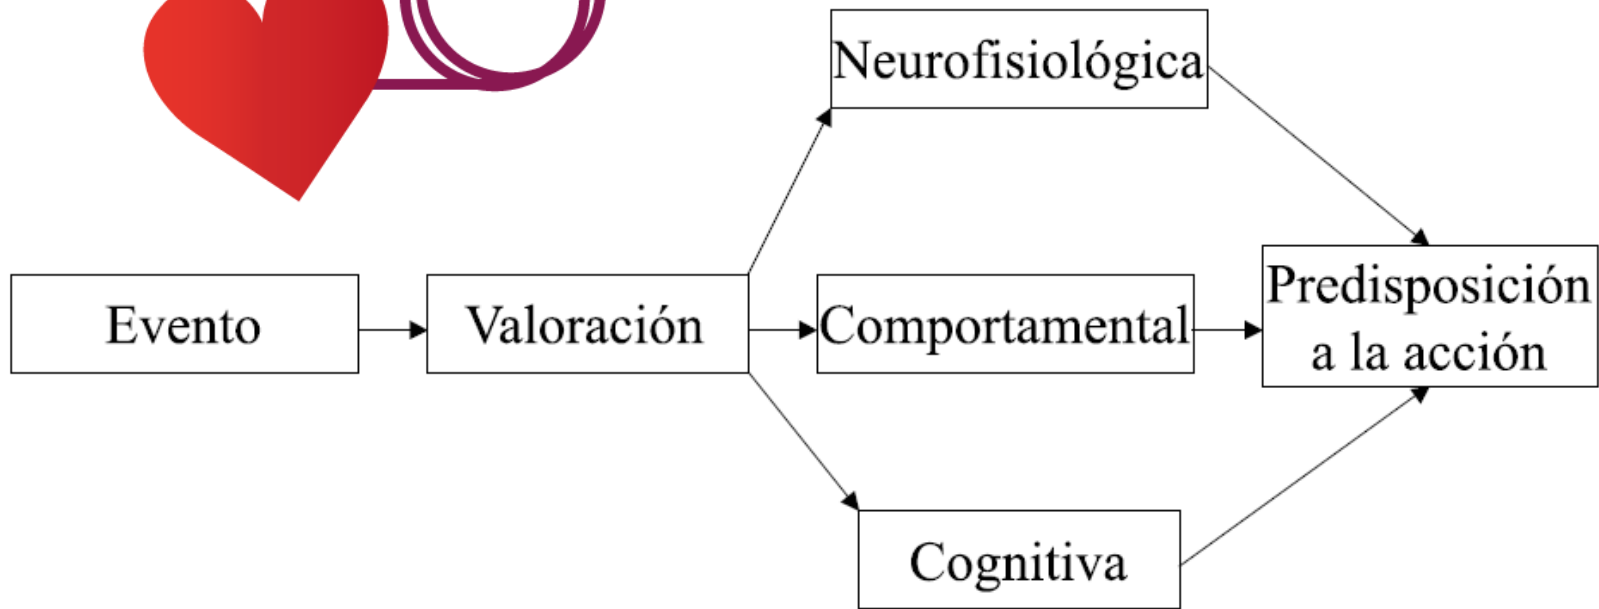 Neurofisiológica
Evento
Valoración
Comportamental
Predisposición
a la acción
Cognitiva